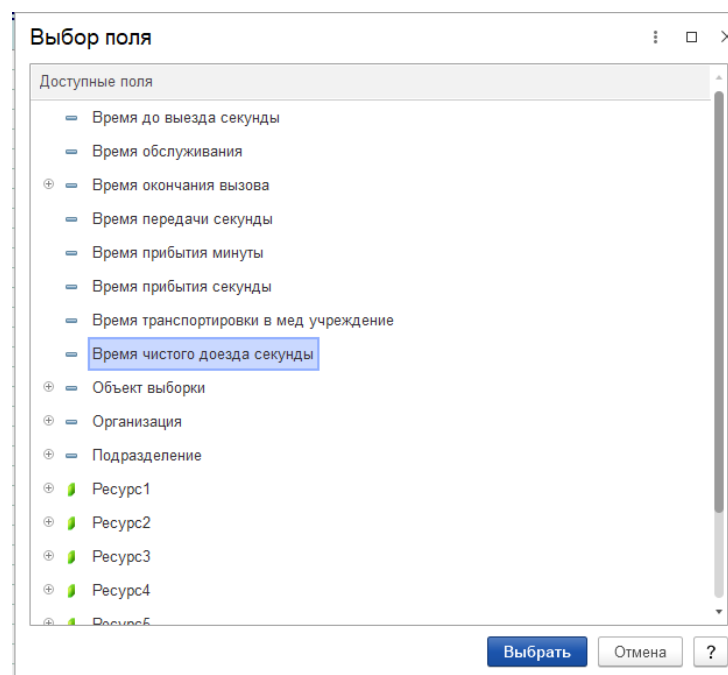 Выбор поля
Доступные поля
Время до выезда секунды
Время обслуживания
Время окончания вызова
Время передачи секунды
Время прибытия минуты
Время прибытия секунды
Время транспортировки в мед учреждение
Время чистого доезда секунды
Объект выборки
Организация
Подразделение
Ресурс1
Ресурс2
Ресурс3
Ресурс4
Ресурс5
Выбрать Отмена ?